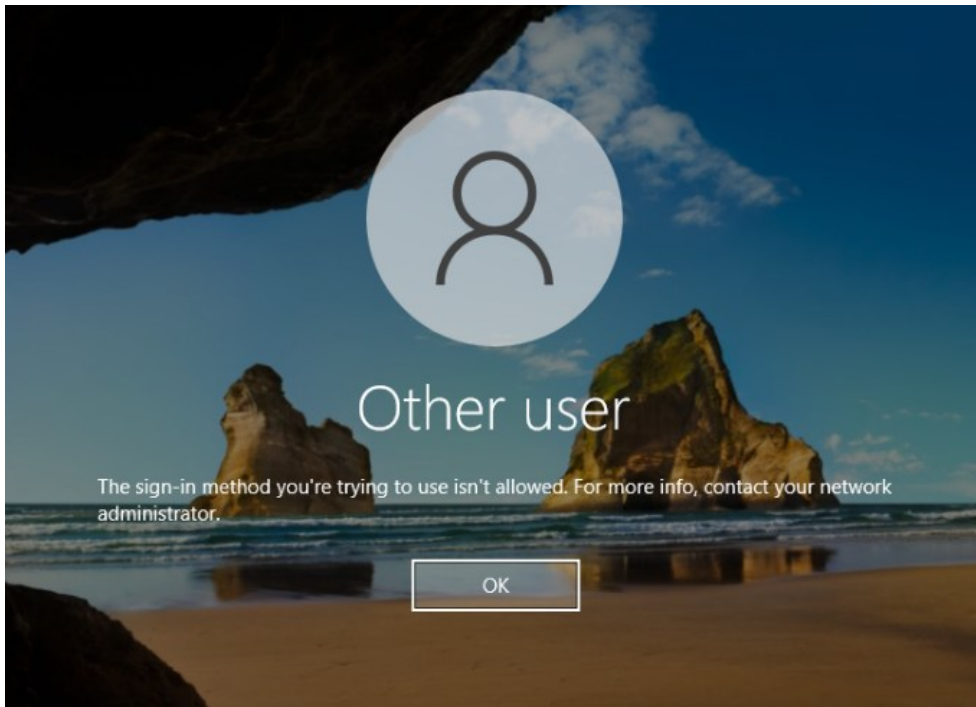 Other user
The sign-in method you're trying to use isn't allowed. For more info, contact your network
administrator.
OK